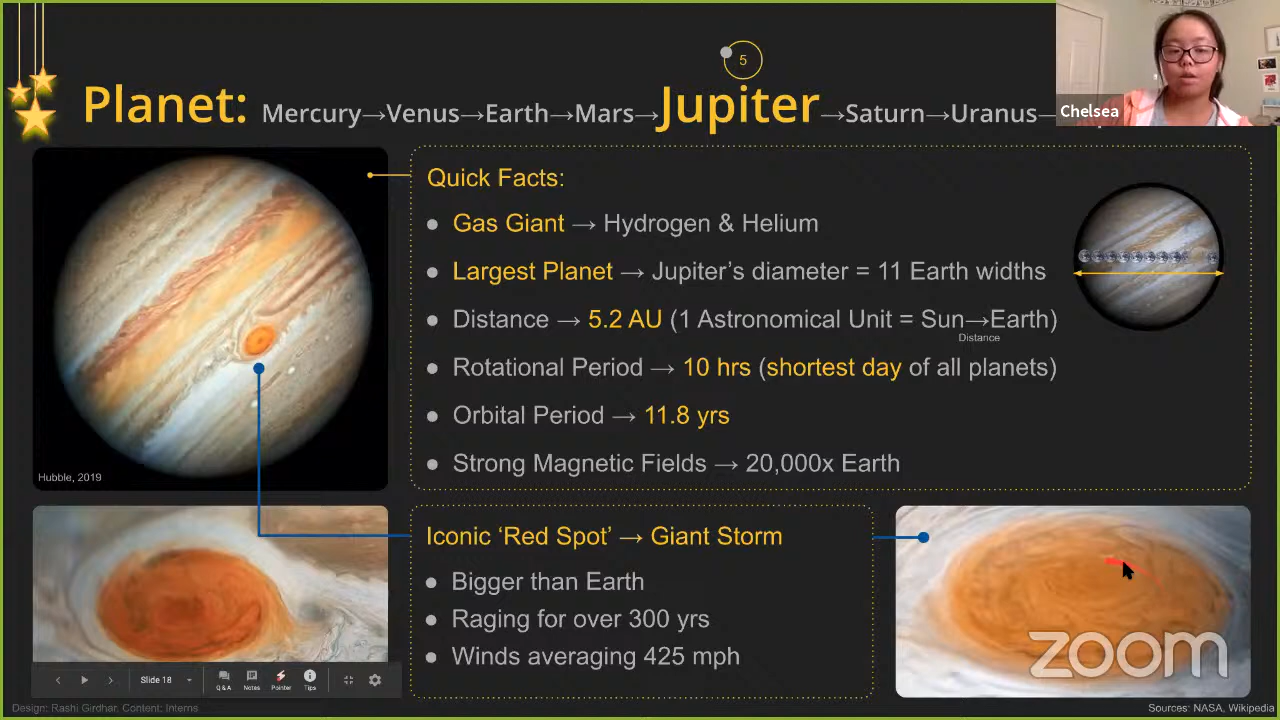 5
Planet: Mercury→Venus→Earth→Mars→Jupiter→Saturn→Uranus→
Chelsea
Quick Facts:
● Gas Giant → Hydrogen & Helium
● Largest Planet → Jupiter's diameter = 11 Earth widths
● Distance → 5.2 AU (1 Astronomical Unit = Sun→Earth)
Distance
● Rotational Period → 10 hrs (shortest day of all planets)
● Orbital Period → 11.8 yrs
● Strong Magnetic Fields → 20,000x Earth
Hubble, 2019
Iconic 'Red Spot' → Giant Storm
● Bigger than Earth
● Raging for over 300 yrs
● Winds averaging 425 mph
zoom
Slide 18
Q & A Notes Pointer Tips
Design: Rashi Girdhar. Content: Interns
Sources: NASA, Wikipedia